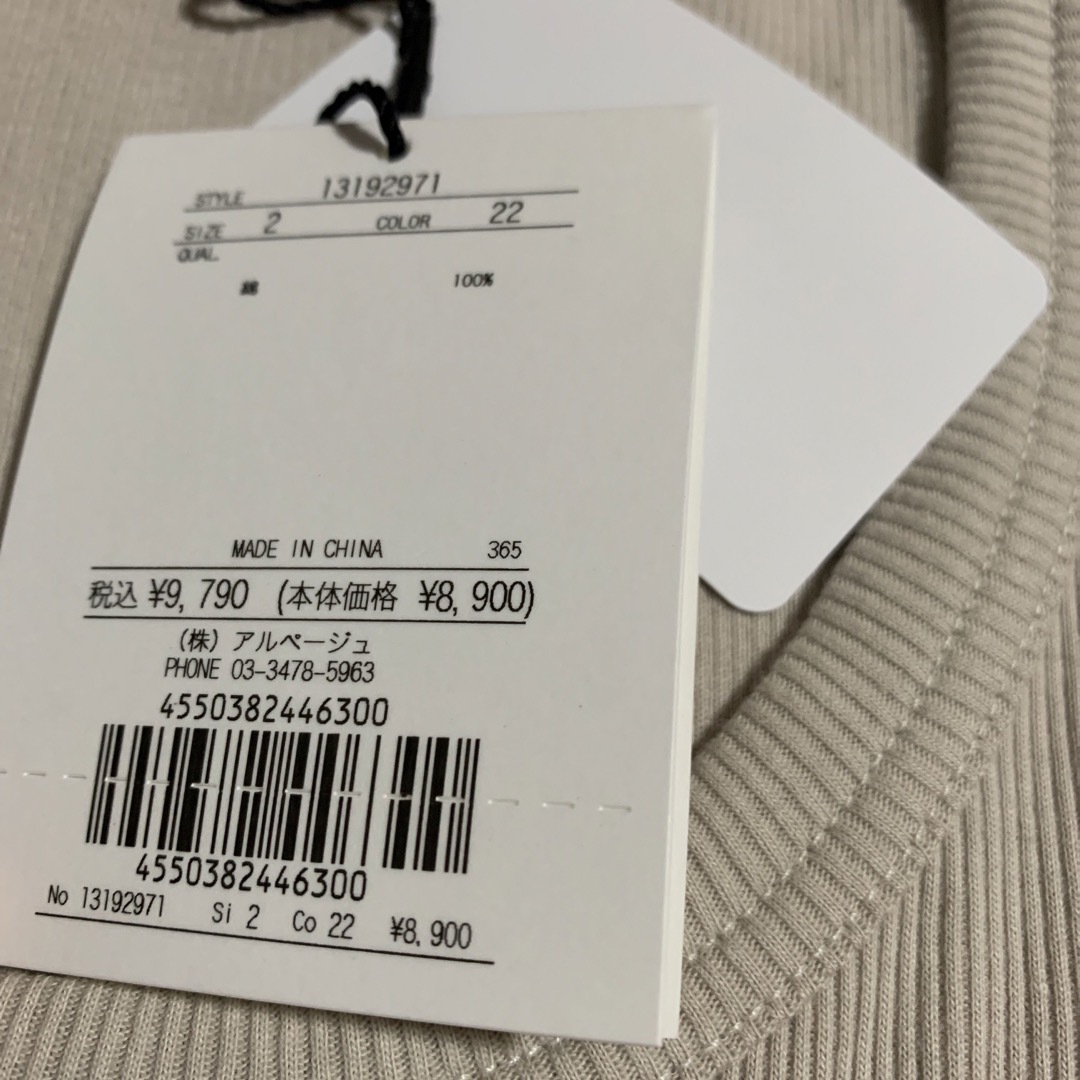 STYLE 13192971
SIZE 2 COLOR 22
QUAL.
綿 100%
MADE IN CHINA 365
税込 ¥9,790 (本体価格 ¥8,900)
(株) アルページュ
PHONE 03-3478-5963
4550382446300
4550382446300
No 13192971 Si 2 Co 22 ¥8,900